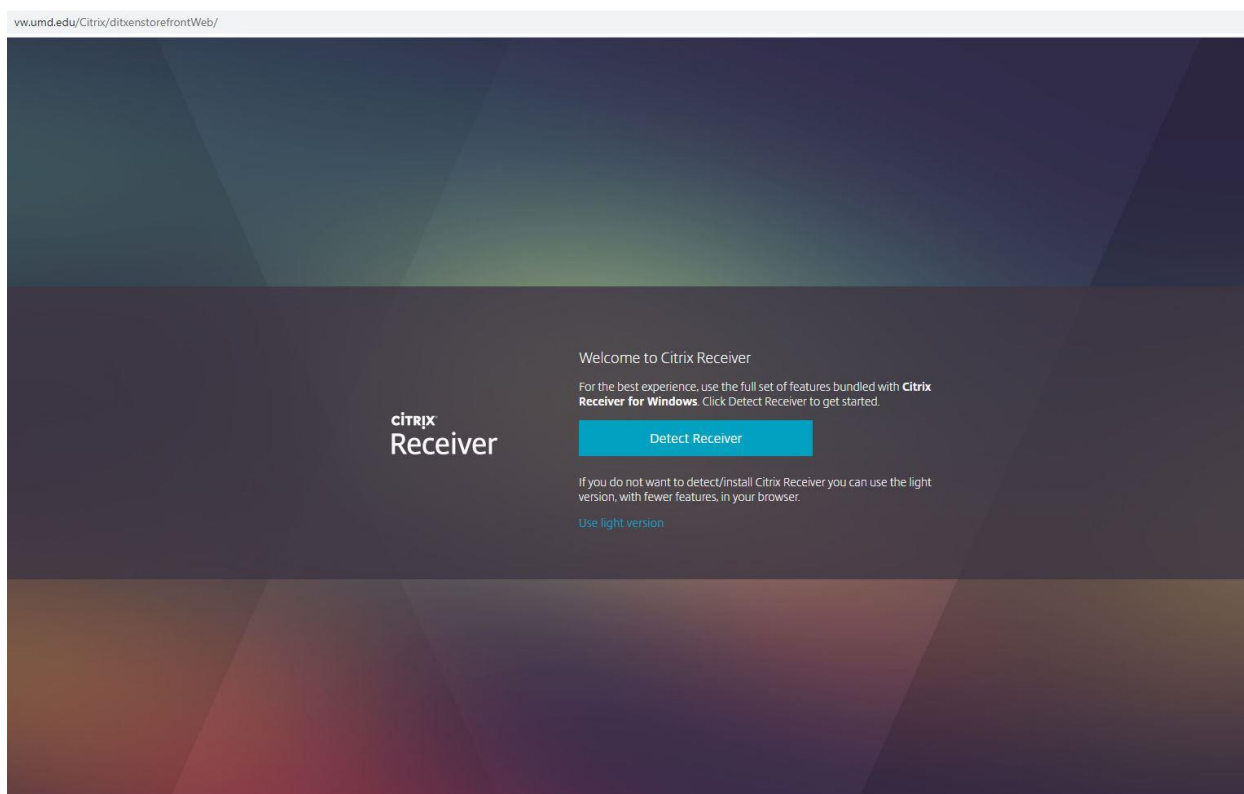 vw.umd.edu/Citrix/ditxenstorefrontWeb/
Welcome to Citrix Receiver
For the best experience, use the full set of features bundled with Citrix
Receiver for Windows. Click Detect Receiver to get started.
CİTRIX
Receiver
Detect Receiver
If you do not want to detect/install Citrix Receiver you can use the light
version, with fewer features, in your browser.
Use light version